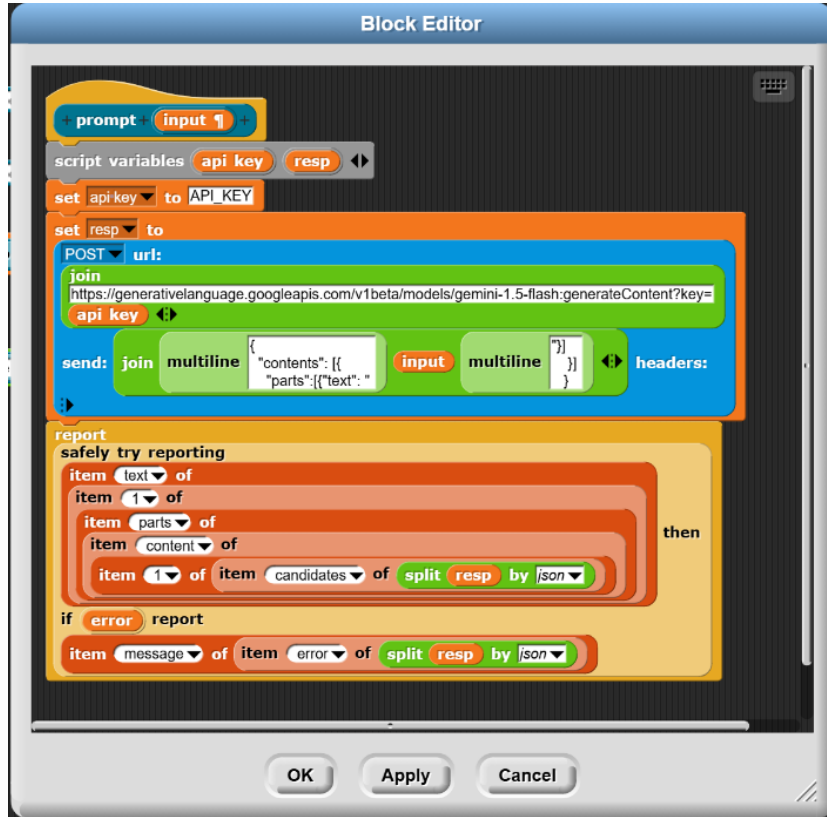 Block Editor
+ prompt + input ¶ +
script variables api key resp
set api key to API_KEY
set resp to
POST url:
join
https://generativelanguage.googleapis.com/v1beta/models/gemini-1.5-flash:generateContent?key=
api key
send: join multiline { input multiline "}] headers:
"contents": [{ }]
"parts":[{"text": " }
report
safely try reporting
item text of
item 1 of
item parts of
item content of
item 1 of item candidates of split resp by json
then
if error report
item message of item error of split resp by json
OK Apply Cancel